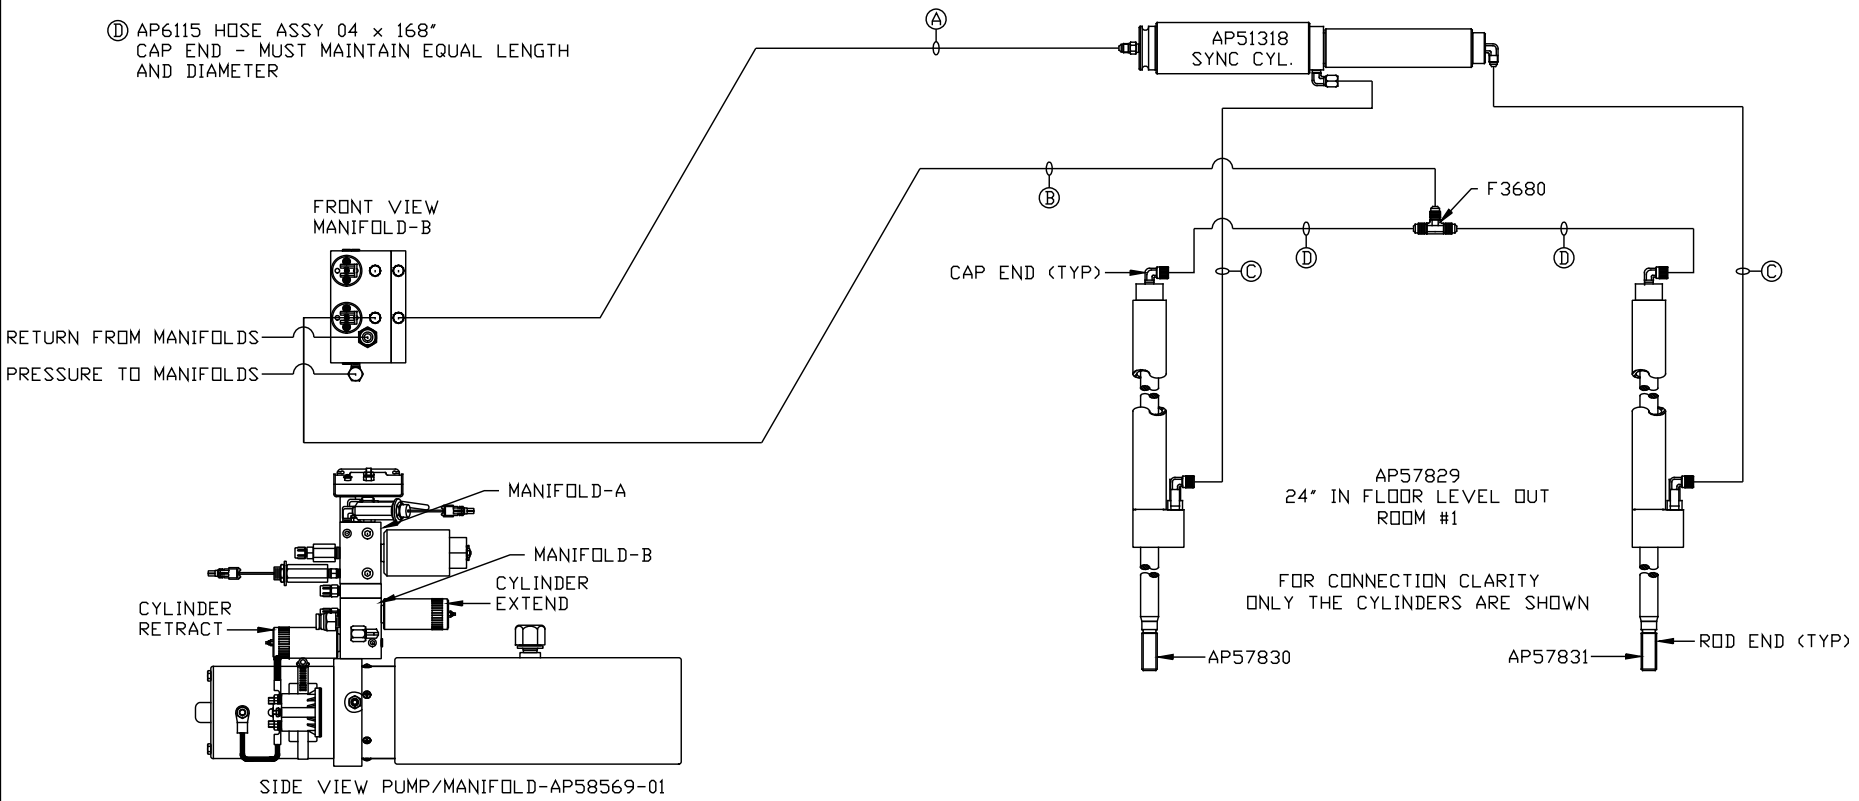 Ⓓ AP6115 HOSE ASSY 04 x 168"
CAP END - MUST MAINTAIN EQUAL LENGTH
AND DIAMETER
A
AP51318
SYNC CYL.
B
F3680
FRONT VIEW
MANIFOLD-B
D
D
CAP END (TYP)
C
C
RETURN FROM MANIFOLDS
PRESSURE TO MANIFOLDS
AP57829
24" IN FLOOR LEVEL OUT
ROOM #1
MANIFOLD-A
MANIFOLD-B
CYLINDER
EXTEND
CYLINDER
RETRACT
FOR CONNECTION CLARITY
ONLY THE CYLINDERS ARE SHOWN
ROD END (TYP)
AP57830
AP57831
SIDE VIEW PUMP/MANIFOLD-AP58569-01